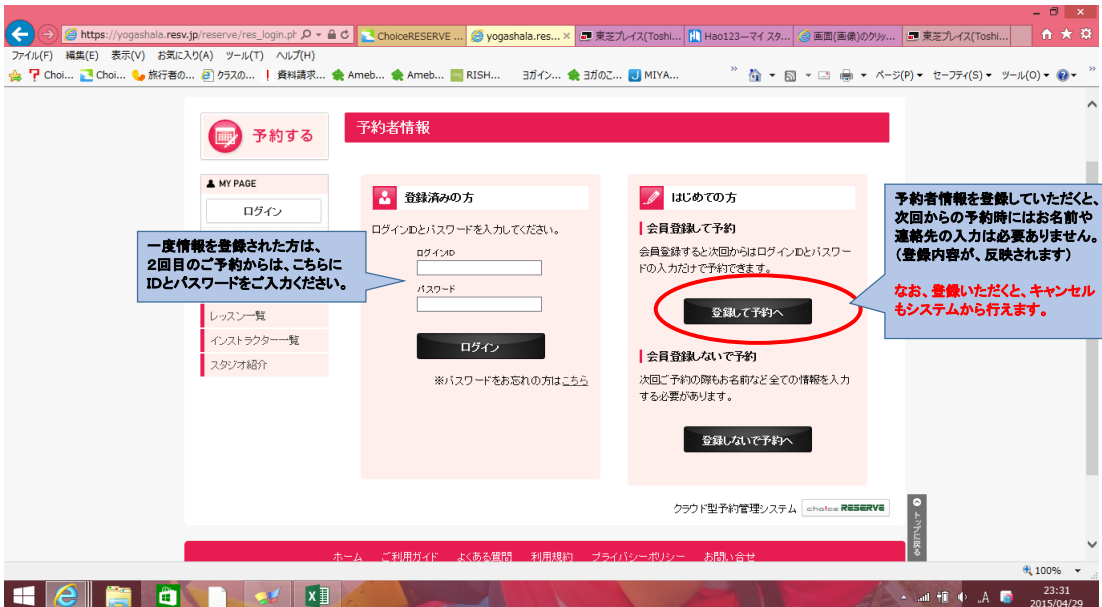 https://yogashala.resv.jp/reserve/res_login.pl
ChoiceRESERVE ...
yogashala.res...
東芝プレイス(Toshi...
Hao123－マイ スタ...
画面(画像)のクリッ...
東芝プレイス(Toshi...
ファイル(F) 編集(E) 表示(V) お気に入り(A) ツール(T) ヘルプ(H)
Choi... Choi... 旅行者の... クラスの... 資料請求... Ameb... Ameb... RISH... ヨガイン... ヨガのご... MIYA...
ページ(P) セーフティ(S) ツール(O)
予約する
予約者情報
MY PAGE
ログイン
レッスン一覧
インストラクター一覧
スタジオ紹介
一度情報を登録された方は、
2回目のご予約からは、こちらに
IDとパスワードをご入力ください。
登録済みの方
ログインIDとパスワードを入力してください。
ログインID
パスワード
ログイン
※パスワードをお忘れの方はこちら
はじめての方
会員登録して予約
会員登録すると次回からはログインIDとパスワー
ドの入力だけで予約できます。
登録して予約へ
会員登録しないで予約
次回ご予約の際もお名前など全ての情報を入力
する必要があります。
登録しないで予約へ
予約者情報を登録していただくと、
次回からの予約時にはお名前や
連絡先の入力は必要ありません。
（登録内容が、反映されます）
なお、登録いただくと、キャンセル
もシステムから行えます。
クラウド型予約管理システム choice RESERVE
トップに戻る
ホーム ご利用ガイド よくある質問 利用規約 プライバシーポリシー お問い合せ
100%
23:31
2015/04/29